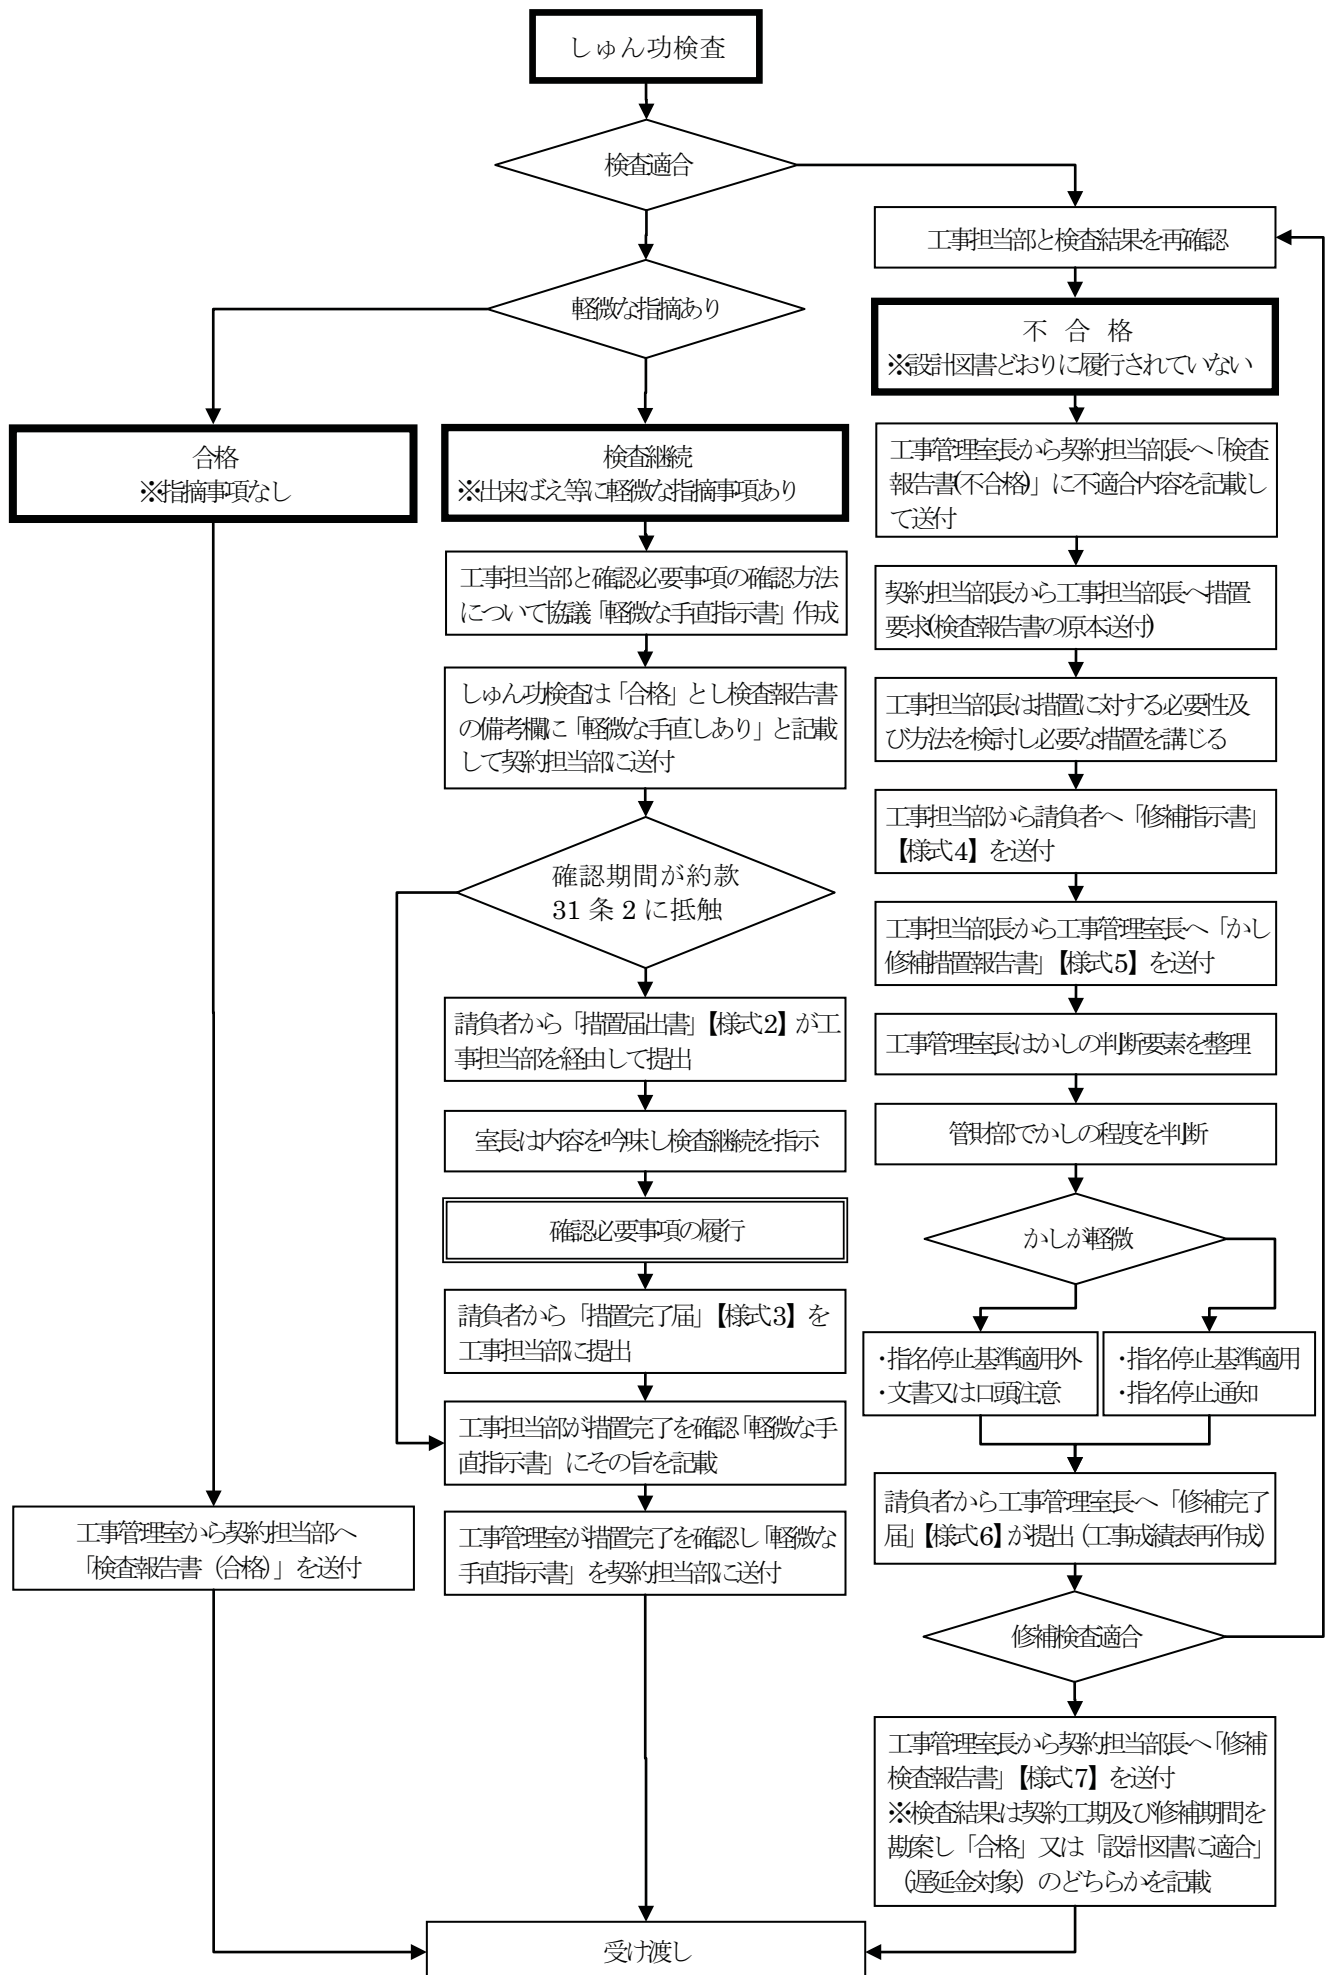 しゅん功検査
検査適合
工事担当部と検査結果を再確認
軽微な指摘あり
不 合 格
※設計図書どおりに履行されていない
合格
※指摘事項なし
検査継続
※出来ばえ等に軽微な指摘事項あり
工事管理室長から契約担当部長へ「検査
報告書(不合格)」に不適合内容を記載し
て送付
工事担当部と確認必要事項の確認方法
について協議「軽微な手直指示書」作成
契約担当部長から工事担当部長へ措置
要求(検査報告書の原本送付)
しゅん功検査は「合格」とし検査報告書
の備考欄に「軽微な手直しあり」と記載
して契約担当部に送付
工事担当部長は措置に対する必要性及
び方法を検討し必要な措置を講じる
工事担当部から請負者へ「修補指示書」
【様式4】を送付
確認期間が約款
31 条 2 に抵触
工事担当部長から工事管理室長へ「かし
修補措置報告書」【様式5】を送付
請負者から「措置届出書」【様式2】が工
事担当部を経由して提出
工事管理室長はかしの判断要素を整理
室長は内容を吟味し検査継続を指示
管財部でかしの程度を判断
確認必要事項の履行
かしが軽微
請負者から「措置完了届」【様式3】を
工事担当部に提出
・指名停止基準適用外
・文書又は口頭注意
・指名停止基準適用
・指名停止通知
工事担当部が措置完了を確認「軽微な手
直指示書」にその旨を記載
請負者から工事管理室長へ「修補完了
届」【様式6】が提出（工事成績表再作成）
工事管理室から契約担当部へ
「検査報告書（合格）」を送付
工事管理室が措置完了を確認し「軽微な
手直指示書」を契約担当部に送付
修補検査適合
工事管理室長から契約担当部長へ「修補
検査報告書」【様式7】を送付
※検査結果は契約工期及び修補期間を
勘案し「合格」又は「設計図書に適合」
（遅延金対象）のどちらかを記載
受け渡し